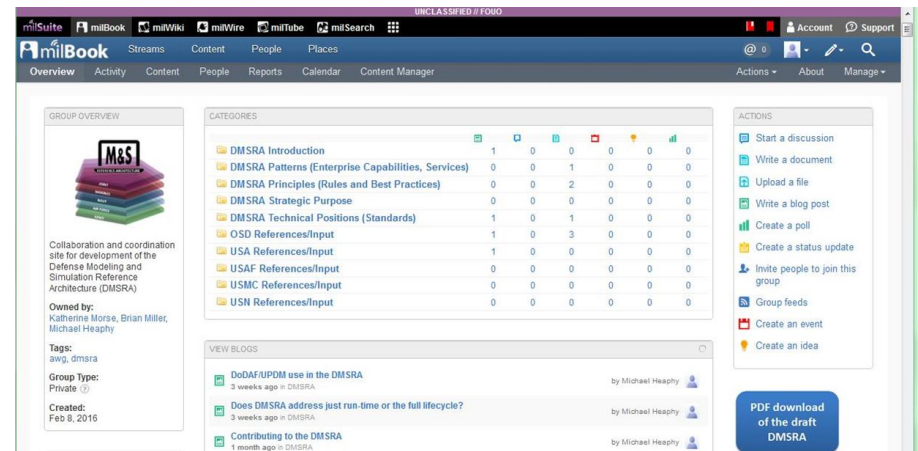 UNCLASSIFIED // FOUO
milSuite milBook milWiki milWire milTube milSearch Account Support
milBook Streams Content People Places @ 0
Overview Activity Content People Reports Calendar Content Manager Actions About Manage
GROUP OVERVIEW
M&S
REFERENCE ARCHITECTURE
Collaboration and coordination
site for development of the
Defense Modeling and
Simulation Reference
Architecture (DMSRA)
Owned by:
Katherine Morse, Brian Miller,
Michael Heaphy
Tags:
awg, dmsra
Group Type:
Private ?
Created:
Feb 8, 2016
CATEGORIES
DMSRA Introduction 1 0 0 0 0 0
DMSRA Patterns (Enterprise Capabilities, Services) 0 0 1 0 0 0
DMSRA Principles (Rules and Best Practices) 0 0 2 0 0 0
DMSRA Strategic Purpose 0 0 0 0 0 0
DMSRA Technical Positions (Standards) 1 0 1 0 0 0
OSD References/Input 1 0 3 0 0 0
USA References/Input 1 0 0 0 0 0
USAF References/Input 0 0 0 0 0 0
USMC References/Input 0 0 0 0 0 0
USN References/Input 0 0 0 0 0 0
VIEW BLOGS
DoDAF/UPDM use in the DMSRA
3 weeks ago in DMSRA by Michael Heaphy
Does DMSRA address just run-time or the full lifecycle?
3 weeks ago in DMSRA by Michael Heaphy
Contributing to the DMSRA
1 month ago in DMSRA by Michael Heaphy
ACTIONS
Start a discussion
Write a document
Upload a file
Write a blog post
Create a poll
Create a status update
Invite people to join this
group
Group feeds
Create an event
Create an idea
PDF download
of the draft
DMSRA